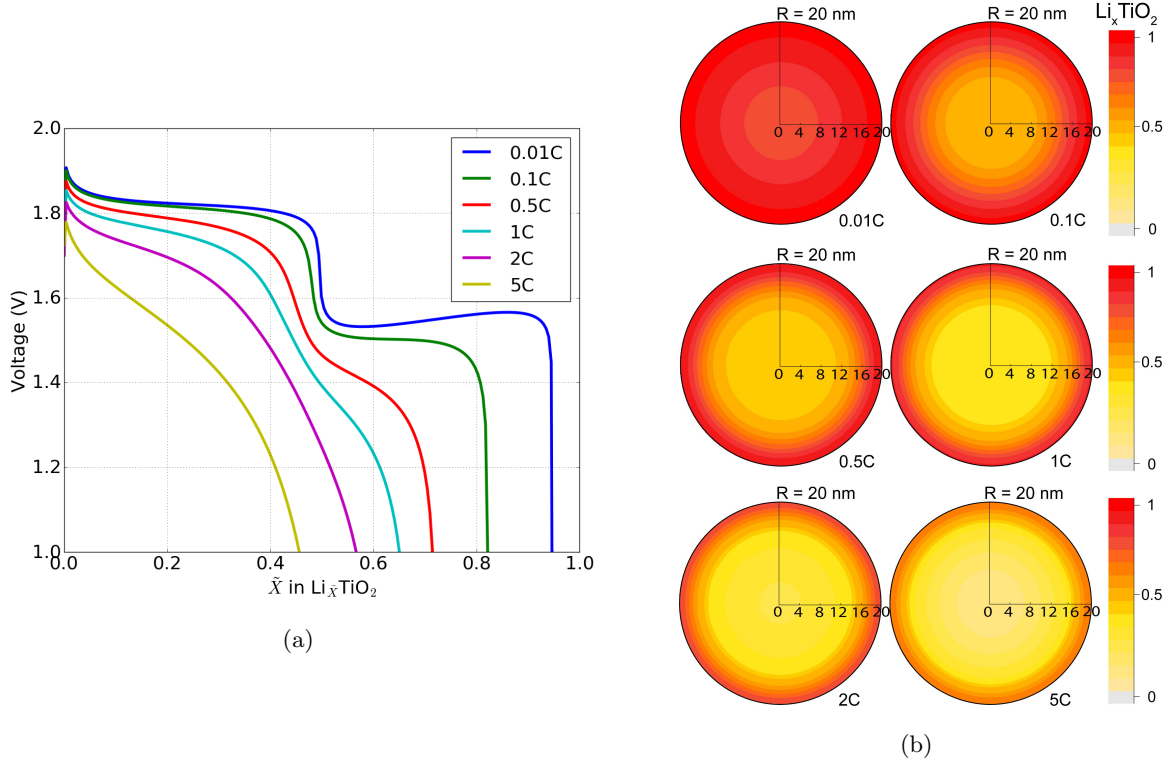 2.0
1.8
1.6
1.4
1.2
1.0
Voltage (V)
0.01C
0.1C
0.5C
1C
2C
5C
0.0 0.2 0.4 0.6 0.8 1.0
X̃ in Li_X̃TiO₂
(a)
R = 20 nm R = 20 nm LiₓTiO₂
1
0.5
0
0 4 8 12 16 20 0 4 8 12 16 20
0.01C 0.1C
R = 20 nm R = 20 nm
1
0.5
0
0 4 8 12 16 20 0 4 8 12 16 20
0.5C 1C
R = 20 nm R = 20 nm
1
0.5
0
0 4 8 12 16 20 0 4 8 12 16 20
2C 5C
(b)